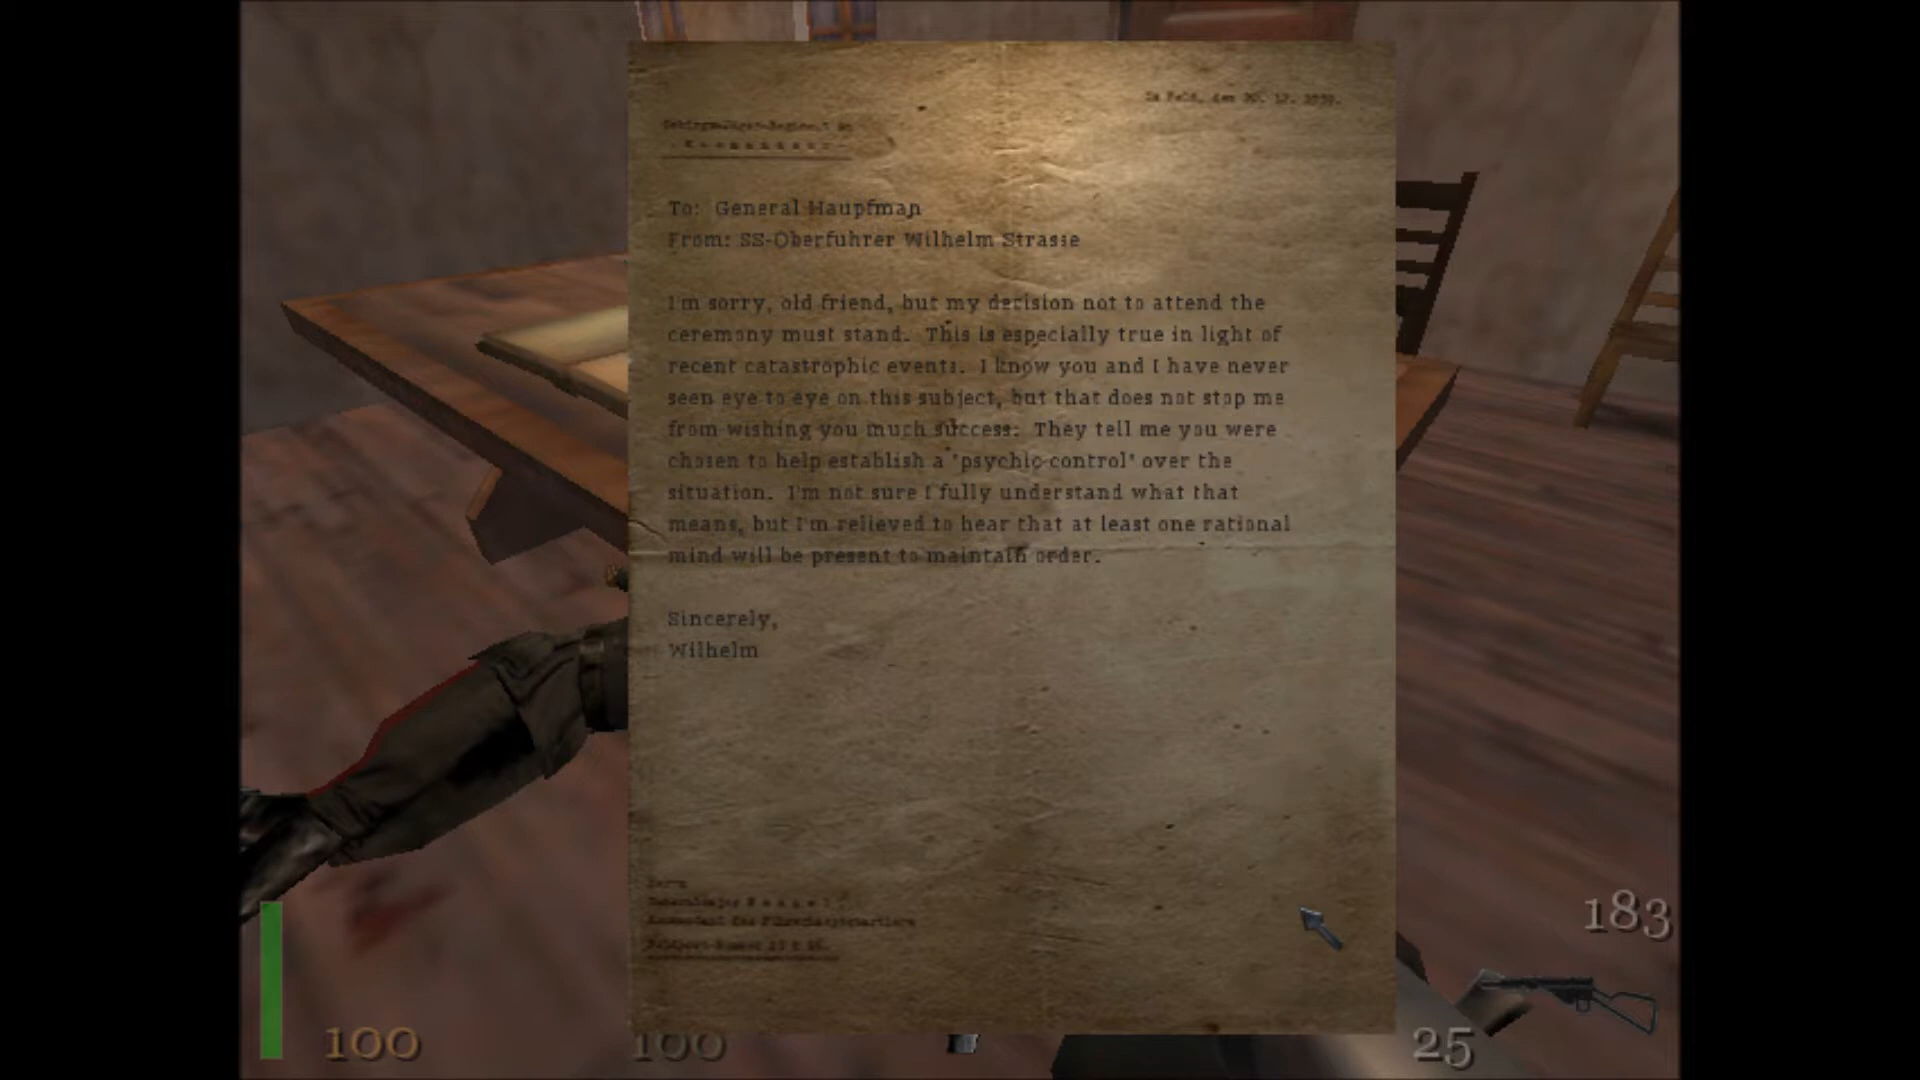 To: General Haupfman
From: SS-Oberfuhrer Wilhelm Strasse
I'm sorry, old friend, but my decision not to attend the
ceremony must stand. This is especially true in light of
recent catastrophic events. I know you and I have never
seen eye to eye on this subject, but that does not stop me
from wishing you much success. They tell me you were
chosen to help establish a 'psychic control' over the
situation. I'm not sure I fully understand what that
means, but I'm relieved to hear that at least one rational
mind will be present to maintain order.
Sincerely,
Wilhelm
183
100
100
25